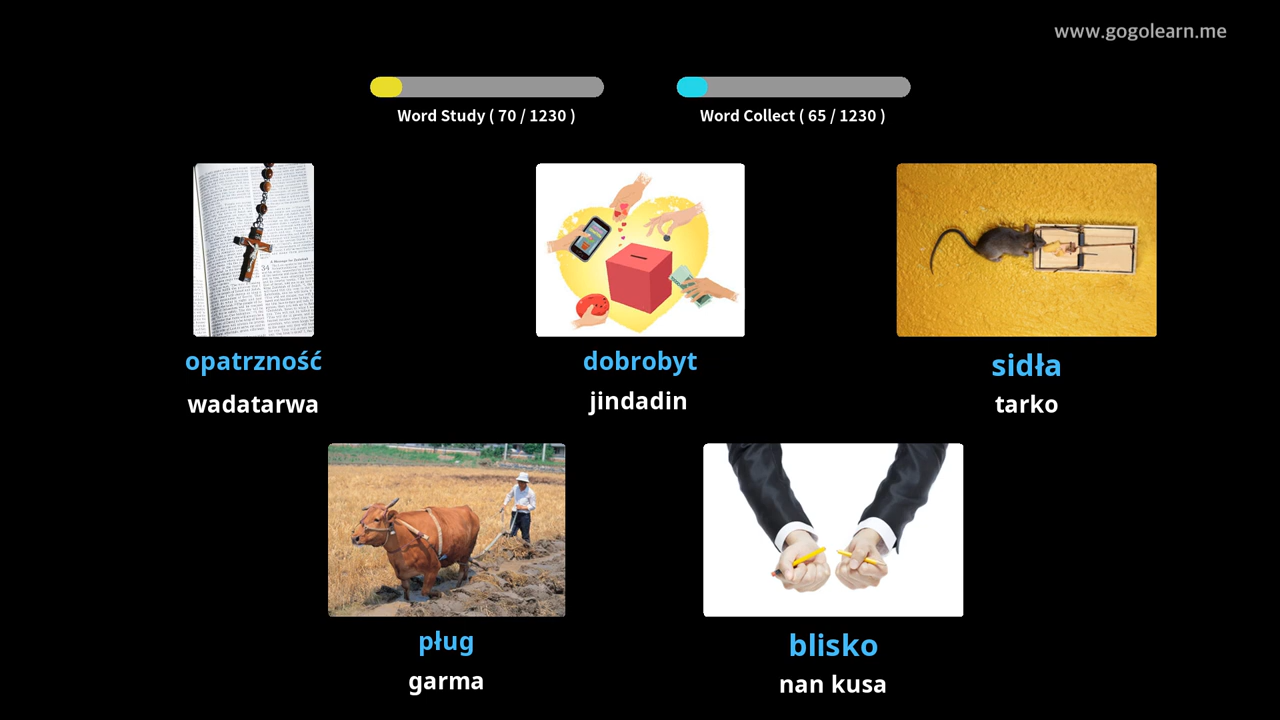 www.gogolearn.me
Word Study ( 70 / 1230 )
Word Collect ( 65 / 1230 )
opatrzność
wadatarwa
dobrobyt
jindadin
sidła
tarko
pług
garma
blisko
nan kusa